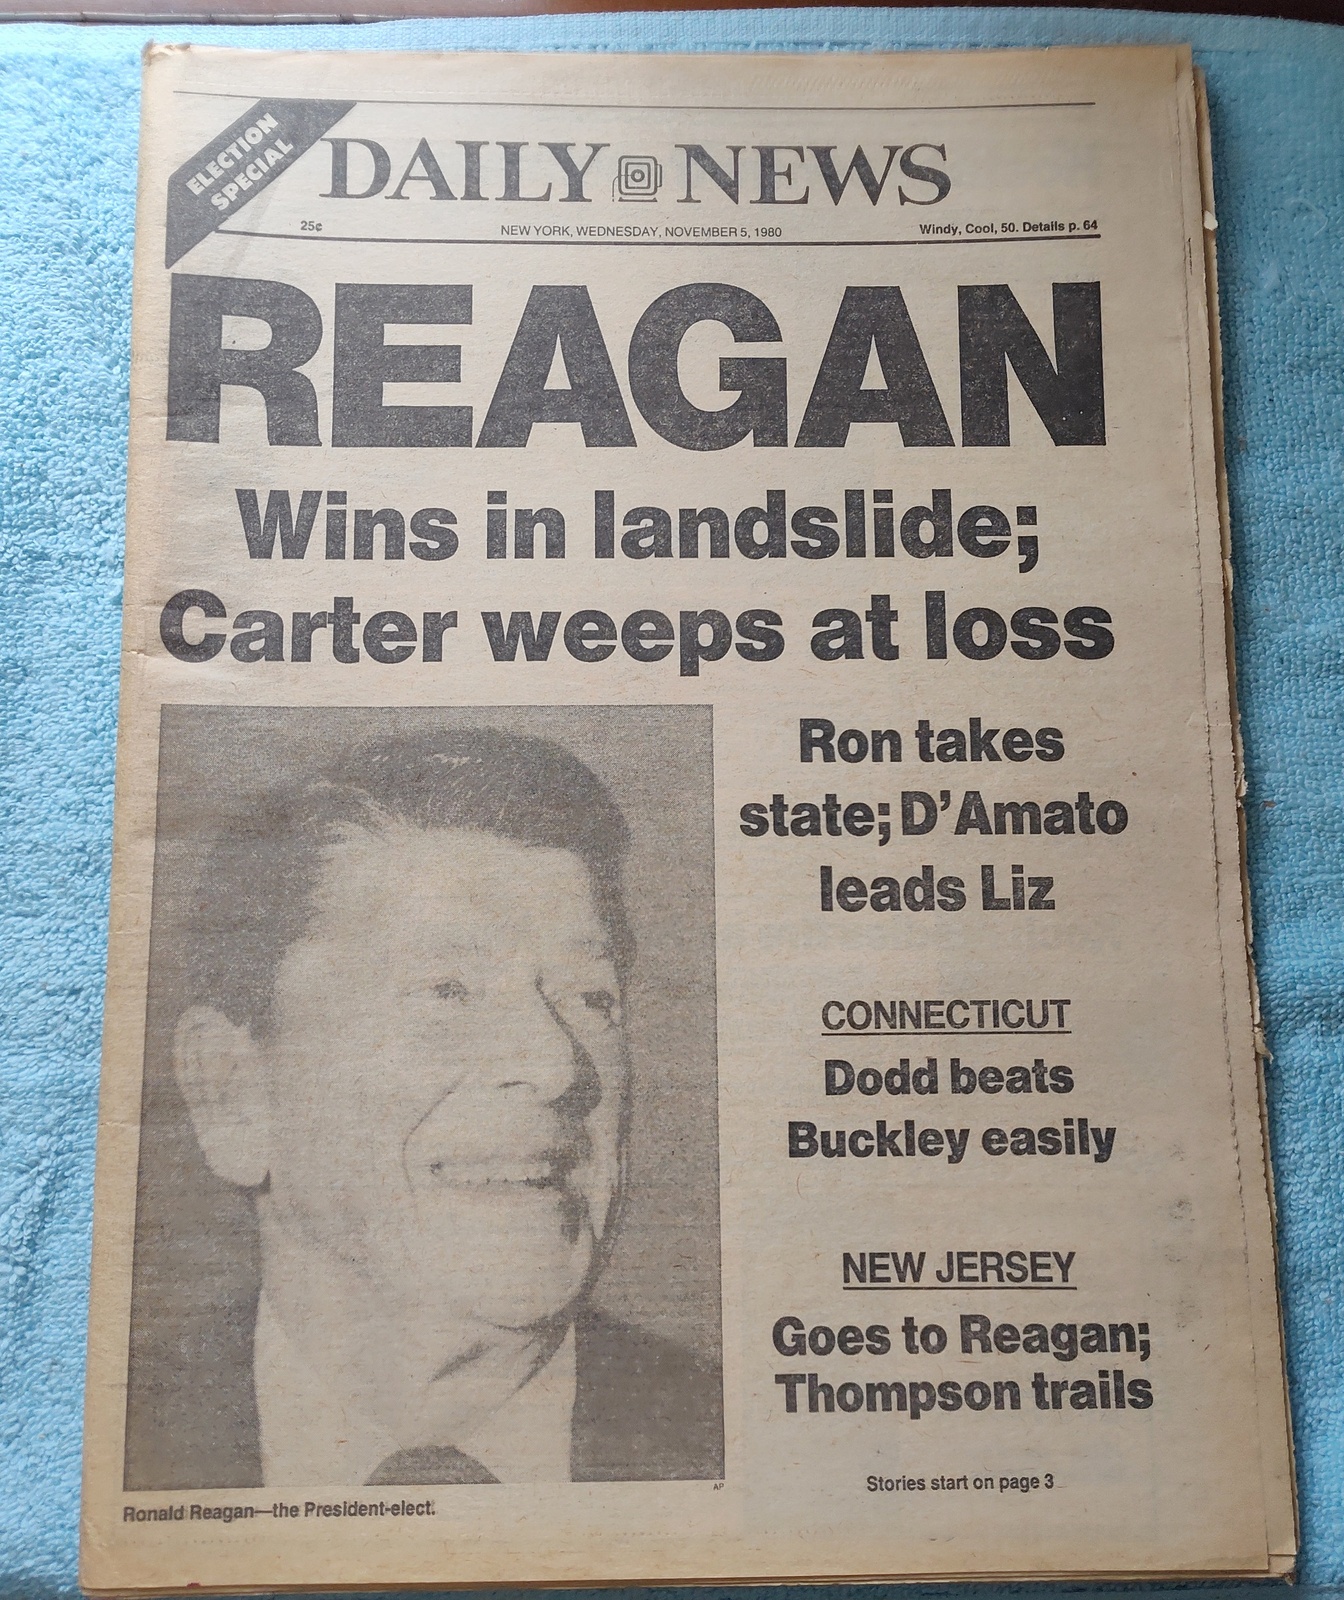 ELECTION
SPECIAL
DAILY NEWS
25¢
NEW YORK, WEDNESDAY, NOVEMBER 5, 1980
Windy, Cool, 50. Details p. 64
REAGAN
Wins in landslide;
Carter weeps at loss
Ron takes
state; D'Amato
leads Liz
CONNECTICUT
Dodd beats
Buckley easily
NEW JERSEY
Goes to Reagan;
Thompson trails
Stories start on page 3
AP
Ronald Reagan—the President-elect.